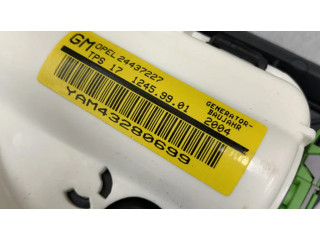 GM OPEL 24437227
TPS 17 1245.99.01
YAM43280699
GENERATOR-
BAUJAHR
2004